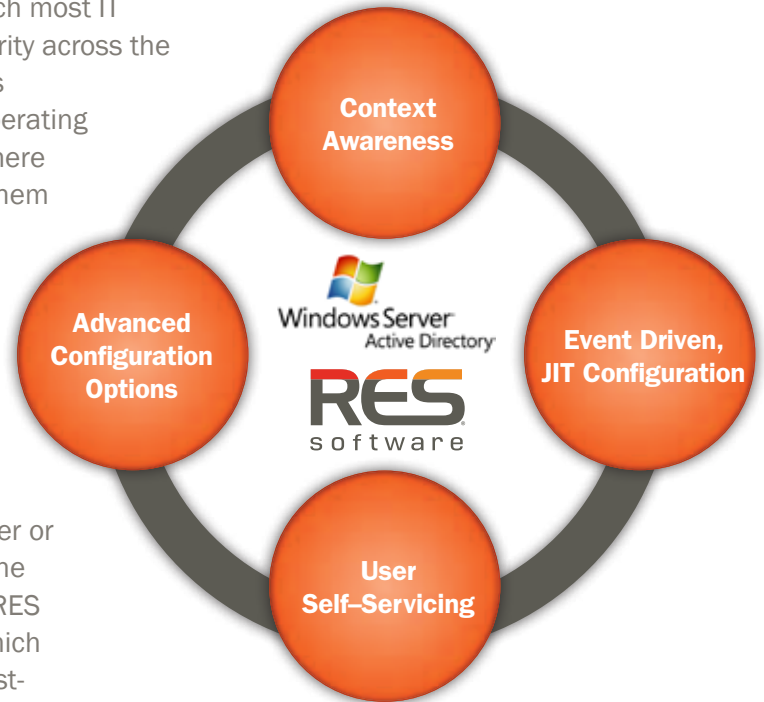 ch most IT
rity across the
s
erating
here
hem
er or
he
RES
hich
st-
Context
Awareness
Advanced
Configuration
Options
Windows Server
Active Directory
RES
software
Event Driven,
JIT Configuration
User
Self–Servicing